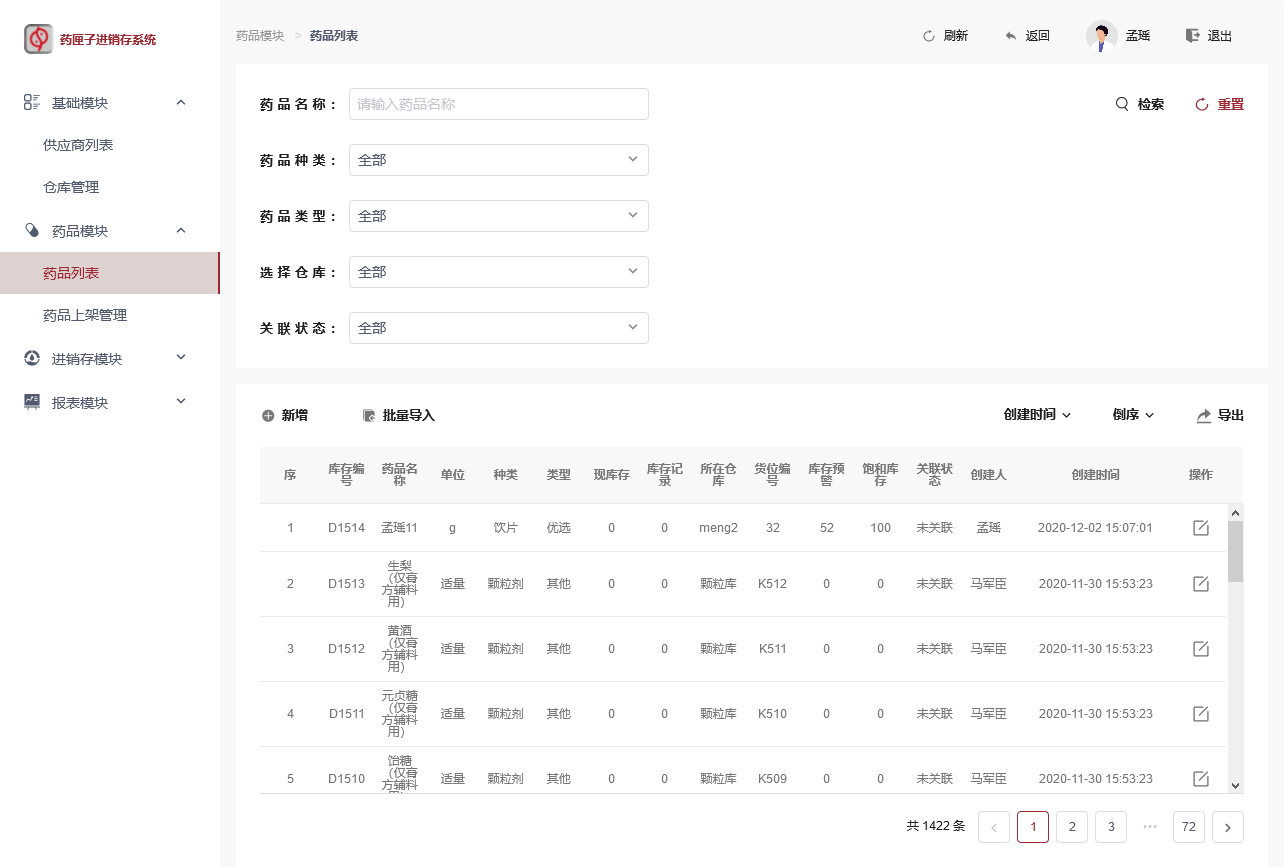 药匣子进销存系统
药品模块 > 药品列表
刷新
返回
孟瑶
退出
基础模块
供应商列表
仓库管理
药品模块
药品列表
药品上架管理
进销存模块
报表模块
药品名称：
请输入药品名称
检索
重置
药品种类：
全部
药品类型：
全部
选择仓库：
全部
关联状态：
全部
新增
批量导入
创建时间
倒序
导出
序 库存编号 药品名称 单位 种类 类型 现库存 库存记录 所在仓库 货位编号 库存预警 饱和库存 关联状态 创建人 创建时间 操作
1 D1514 孟瑶11 g 饮片 优选 0 0 meng2 32 52 100 未关联 孟瑶 2020-12-02 15:07:01
2 D1513 生梨（仅膏方辅料用） 适量 颗粒剂 其他 0 0 颗粒库 K512 0 0 未关联 马军臣 2020-11-30 15:53:23
3 D1512 黄酒（仅膏方辅料用） 适量 颗粒剂 其他 0 0 颗粒库 K511 0 0 未关联 马军臣 2020-11-30 15:53:23
4 D1511 元贞糖（仅膏方辅料用） 适量 颗粒剂 其他 0 0 颗粒库 K510 0 0 未关联 马军臣 2020-11-30 15:53:23
5 D1510 饴糖（仅膏方辅料 适量 颗粒剂 其他 0 0 颗粒库 K509 0 0 未关联 马军臣 2020-11-30 15:53:23
共 1422 条
1 2 3 ••• 72